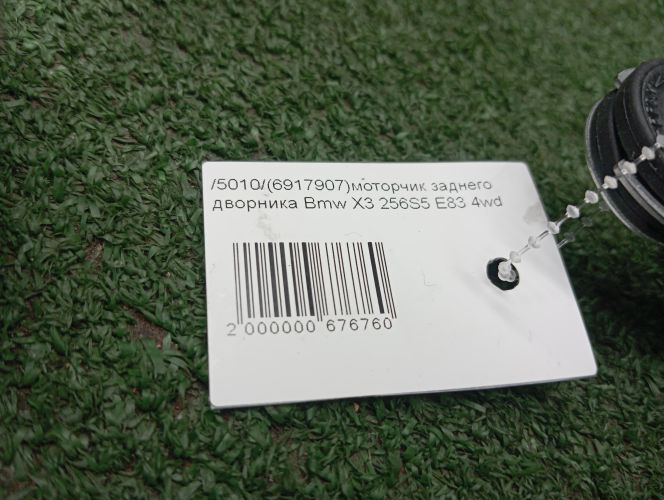 /5010/(6917907)моторчик заднего
дворника Bmw X3 256S5 E83 4wd
2 000000 676760